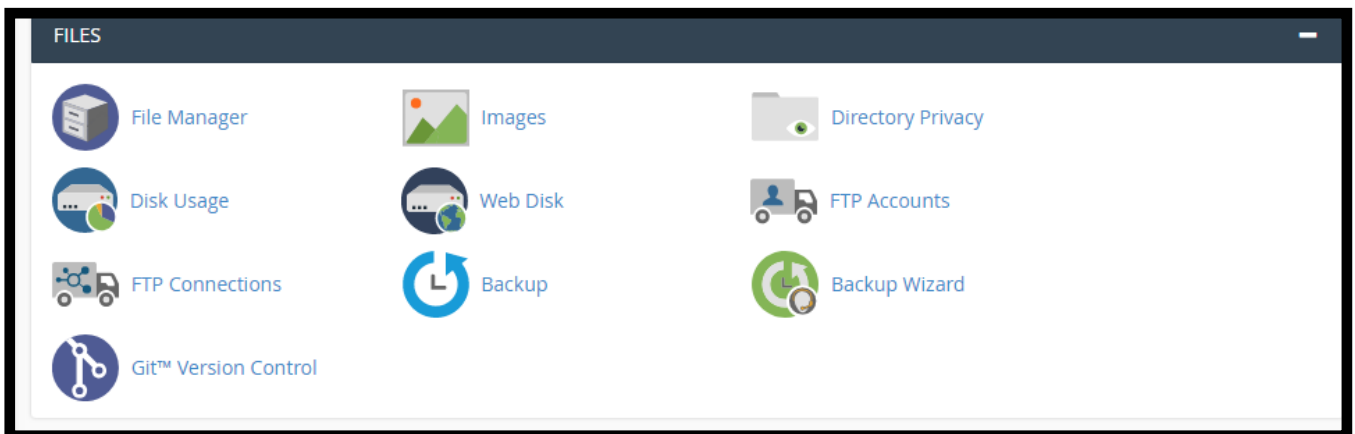 FILES
File Manager
Images
Directory Privacy
Disk Usage
Web Disk
FTP Accounts
FTP Connections
Backup
Backup Wizard
Git™ Version Control